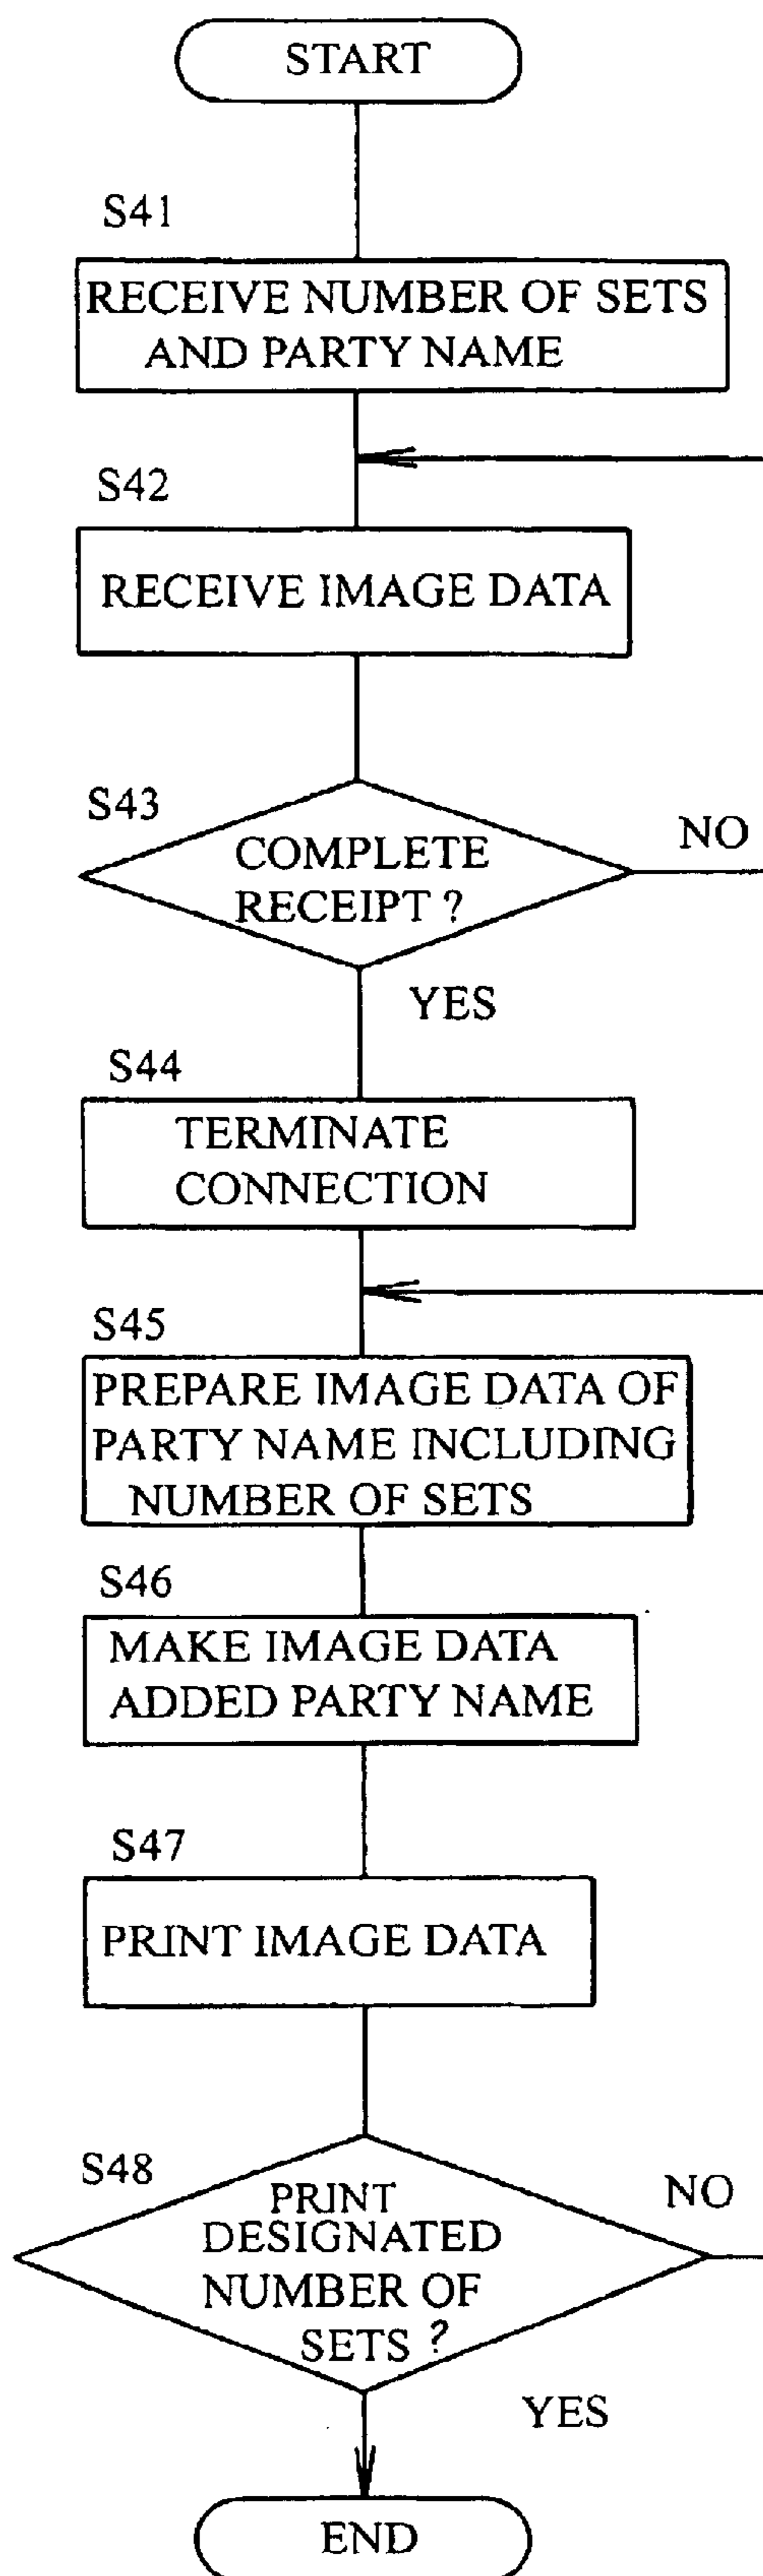 START
S41
RECEIVE NUMBER OF SETS
AND PARTY NAME
S42
RECEIVE IMAGE DATA
S43
COMPLETE
RECEIPT ?
NO
YES
S44
TERMINATE
CONNECTION
S45
PREPARE IMAGE DATA OF
PARTY NAME INCLUDING
NUMBER OF SETS
S46
MAKE IMAGE DATA
ADDED PARTY NAME
S47
PRINT IMAGE DATA
S48
PRINT
DESIGNATED
NUMBER OF
SETS ?
NO
YES
END